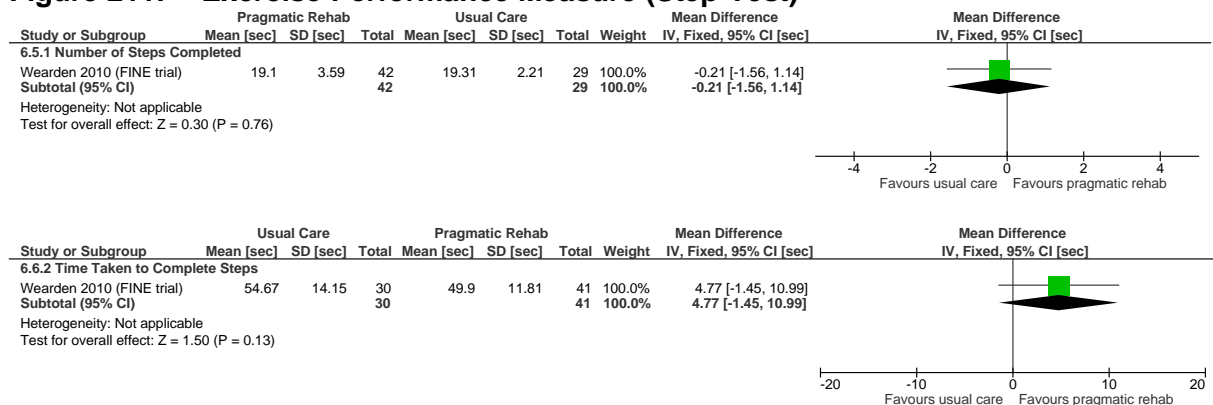 Pragmatic Rehab Usual Care Mean Difference Mean Difference
Study or Subgroup Mean [sec] SD [sec] Total Mean [sec] SD [sec] Total Weight IV, Fixed, 95% CI [sec] IV, Fixed, 95% CI [sec]
6.5.1 Number of Steps Completed
Wearden 2010 (FINE trial) 19.1 3.59 42 19.31 2.21 29 100.0% -0.21 [-1.56, 1.14]
Subtotal (95% CI) 42 29 100.0% -0.21 [-1.56, 1.14]
Heterogeneity: Not applicable
Test for overall effect: Z = 0.30 (P = 0.76)
-4 -2 0 2 4
Favours usual care Favours pragmatic rehab
Usual Care Pragmatic Rehab Mean Difference Mean Difference
Study or Subgroup Mean [sec] SD [sec] Total Mean [sec] SD [sec] Total Weight IV, Fixed, 95% CI [sec] IV, Fixed, 95% CI [sec]
6.6.2 Time Taken to Complete Steps
Wearden 2010 (FINE trial) 54.67 14.15 30 49.9 11.81 41 100.0% 4.77 [-1.45, 10.99]
Subtotal (95% CI) 30 41 100.0% 4.77 [-1.45, 10.99]
Heterogeneity: Not applicable
Test for overall effect: Z = 1.50 (P = 0.13)
-20 -10 0 10 20
Favours usual care Favours pragmatic rehab